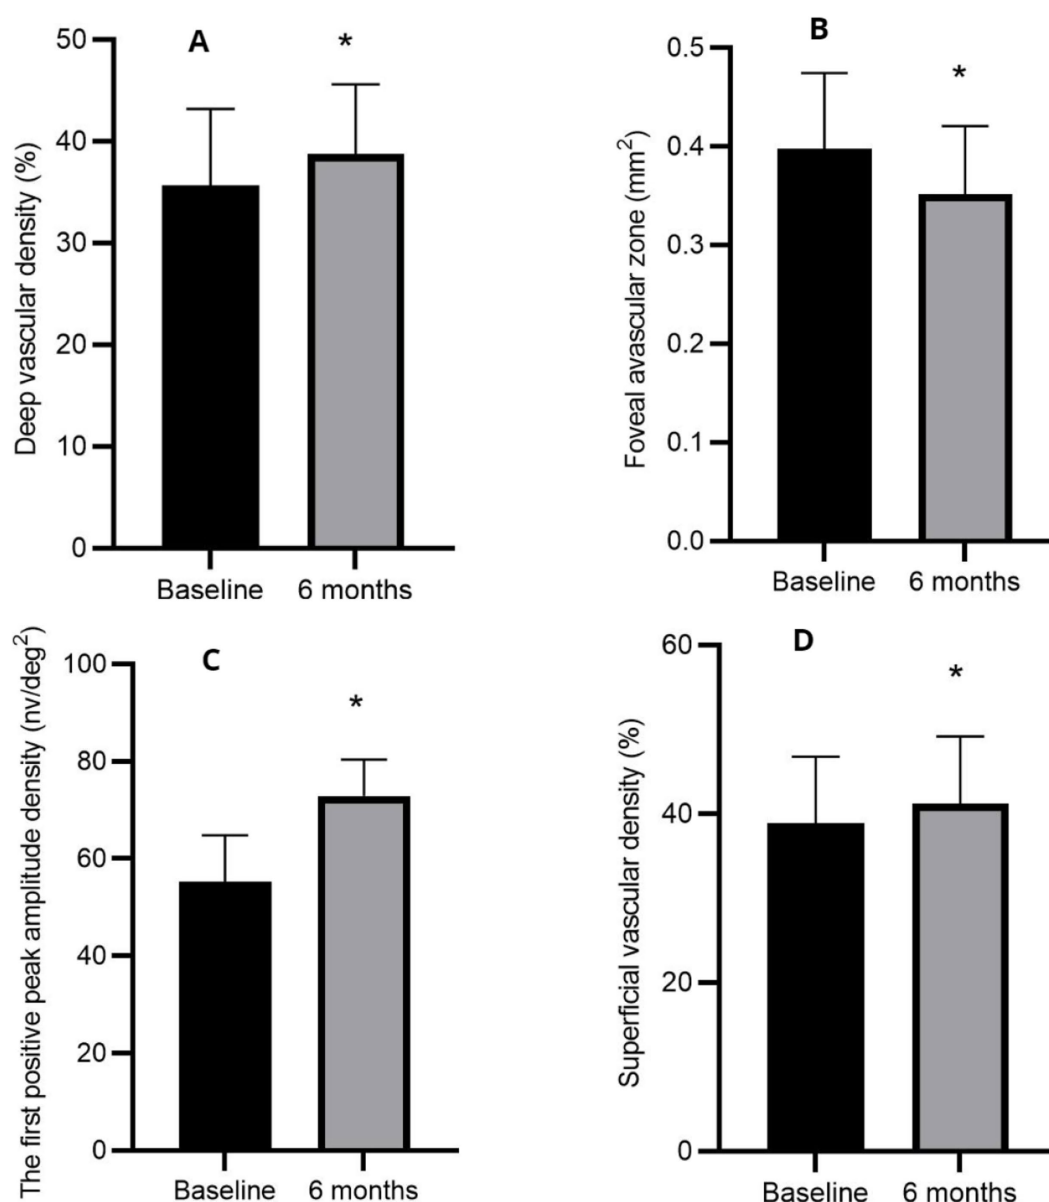 A
*
Deep vascular density (%)
50
40
30
20
10
0
Baseline 6 months
B
*
Foveal avascular zone (mm²)
0.5
0.4
0.3
0.2
0.1
0.0
Baseline 6 months
C
*
The first positive peak amplitude density (nv/deg²)
100
80
60
40
20
0
Baseline 6 months
D
*
Superficial vascular density (%)
60
40
20
0
Baseline 6 months